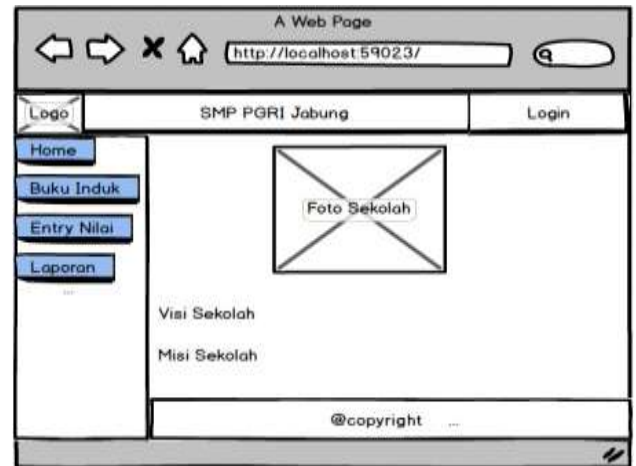 A Web Page
http://localhost:59023/
Logo
SMP PGRI Jabung
Login
Home
Buku Induk
Entry Nilai
Laporan
...
Foto Sekolah
Visi Sekolah
Misi Sekolah
@copyright ...